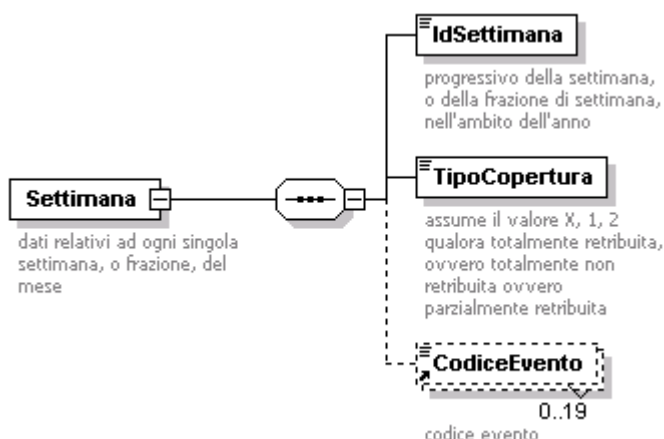 IdSettimana
progressivo della settimana,
o della frazione di settimana,
nell'ambito dell'anno
Settimana
dati relativi ad ogni singola
settimana, o frazione, del
mese
TipoCopertura
assume il valore X, 1, 2
qualora totalmente retribuita,
ovvero totalmente non
retribuita ovvero
parzialmente retribuita
CodiceEvento
0..19
codice evento